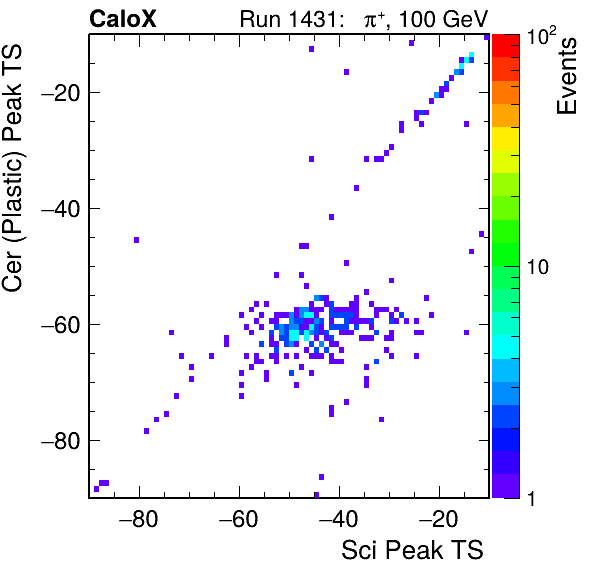 CaloX Run 1431: π⁺, 100 GeV
Cer (Plastic) Peak TS
−20
−40
−60
−80
−80 −60 −40 −20
Sci Peak TS
10²
10
1
Events